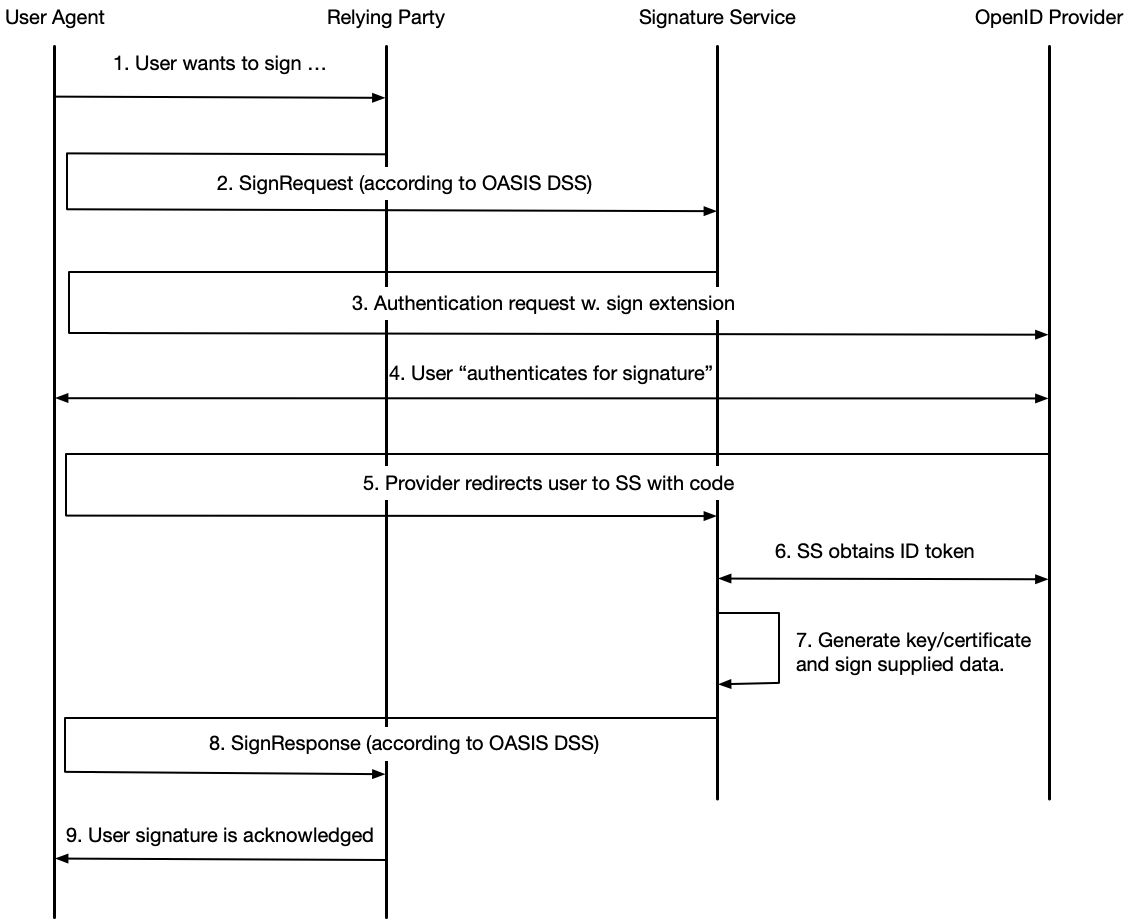 User Agent
Relying Party
Signature Service
OpenID Provider
1. User wants to sign …
2. SignRequest (according to OASIS DSS)
3. Authentication request w. sign extension
4. User “authenticates for signature”
5. Provider redirects user to SS with code
6. SS obtains ID token
7. Generate key/certificate
and sign supplied data.
8. SignResponse (according to OASIS DSS)
9. User signature is acknowledged